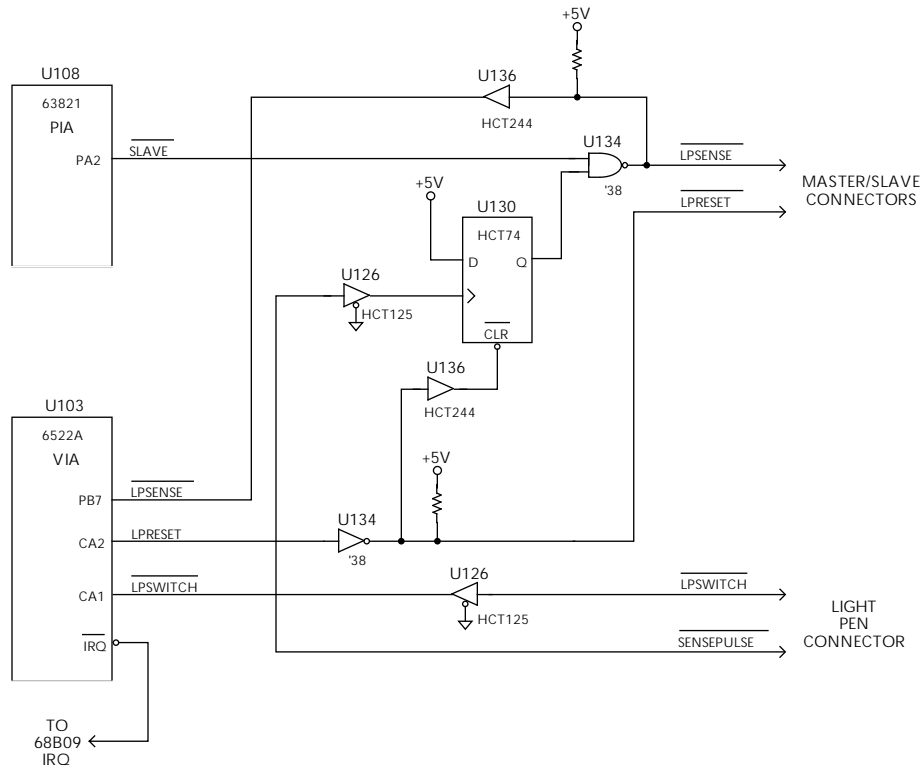 +5V
U108
U136
63821
PIA
HCT244
U134
SLAVE
PA2
LPSENSE
MASTER/SLAVE
CONNECTORS
'38
+5V
LPRESET
U130
HCT74
D
Q
U126
HCT125
CLR
U136
HCT244
U103
6522A
VIA
+5V
PB7
LPSENSE
U134
CA2
LPRESET
'38
U126
CA1
LPSWITCH
LPSWITCH
HCT125
LIGHT
PEN
CONNECTOR
IRQ
SENSEPULSE
TO
68B09
IRQ